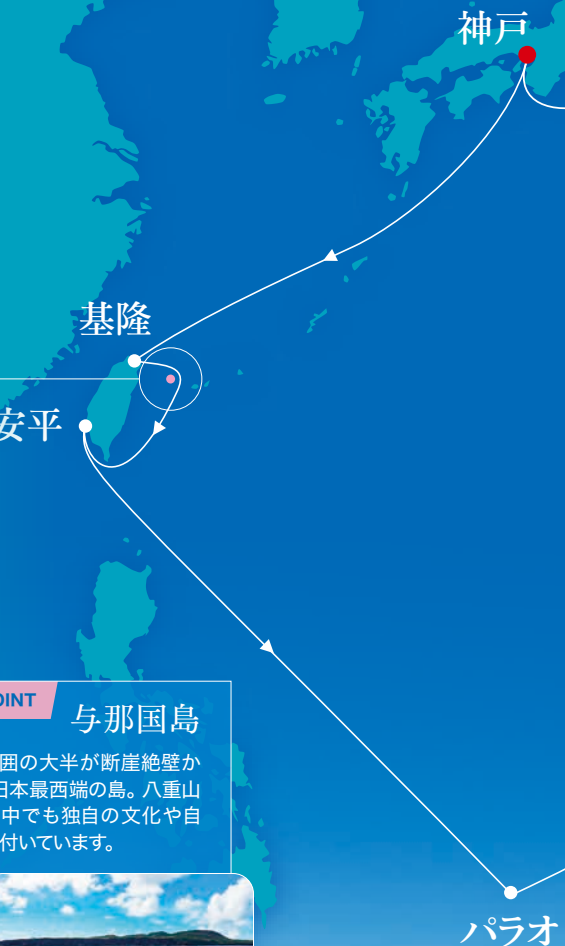 神戸
基隆
安平
OINT
与那国島
囲の大半が断崖絶壁か
日本最西端の島。八重山
中でも独自の文化や自
付いています。
パラオ